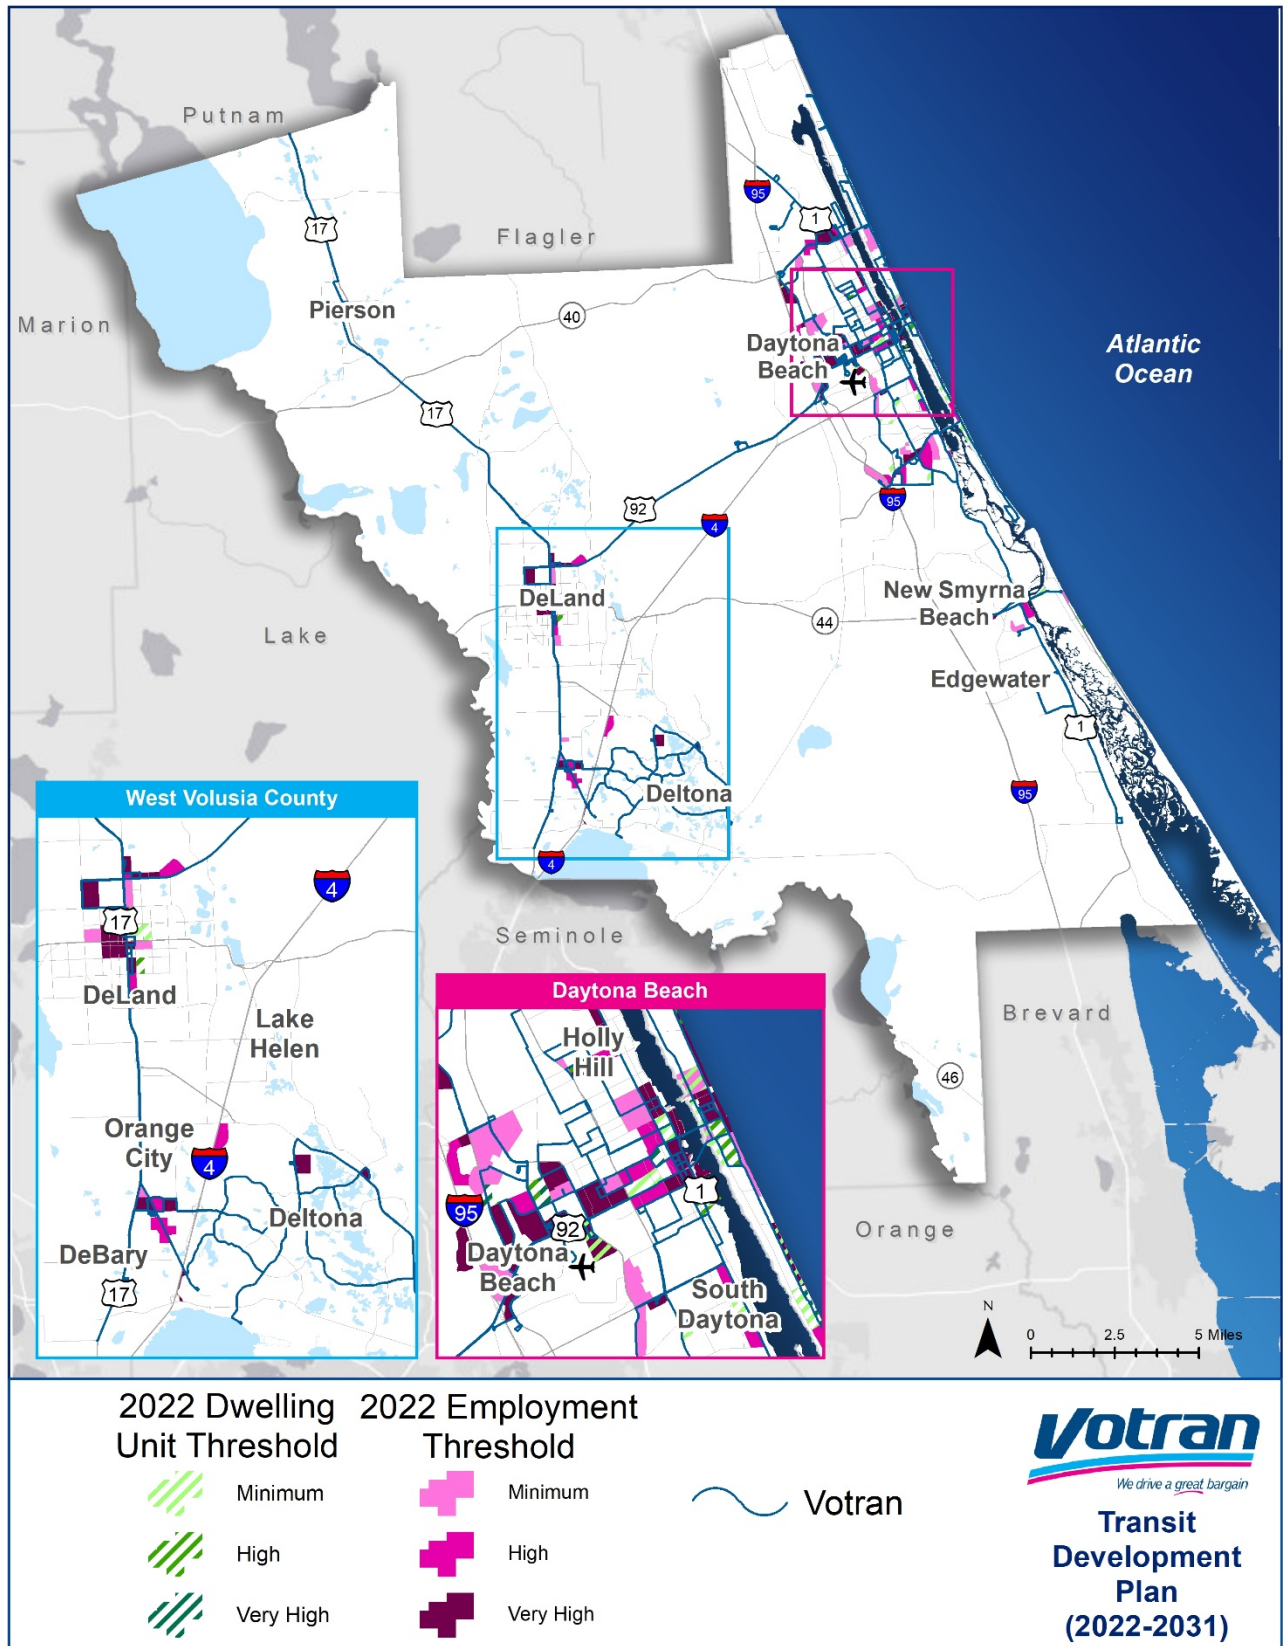 Putnam
95
1
17
Flagler
Pierson
Marion
40
Daytona
Beach
Atlantic
Ocean
17
92
4
95
DeLand
New Smyrna
Beach
44
Lake
Edgewater
1
Deltona
95
4
Seminole
Brevard
46
Orange
West Volusia County
4
17
DeLand
Lake
Helen
Orange
City
4
Deltona
DeBary
17
Daytona Beach
Holly
Hill
1
95
92
Daytona
Beach
South
Daytona
N
0 2.5 5 Miles
2022 Dwelling
Unit Threshold
Minimum
High
Very High
2022 Employment
Threshold
Minimum
High
Very High
Votran
Votran
We drive a great bargain
Transit
Development
Plan
(2022-2031)